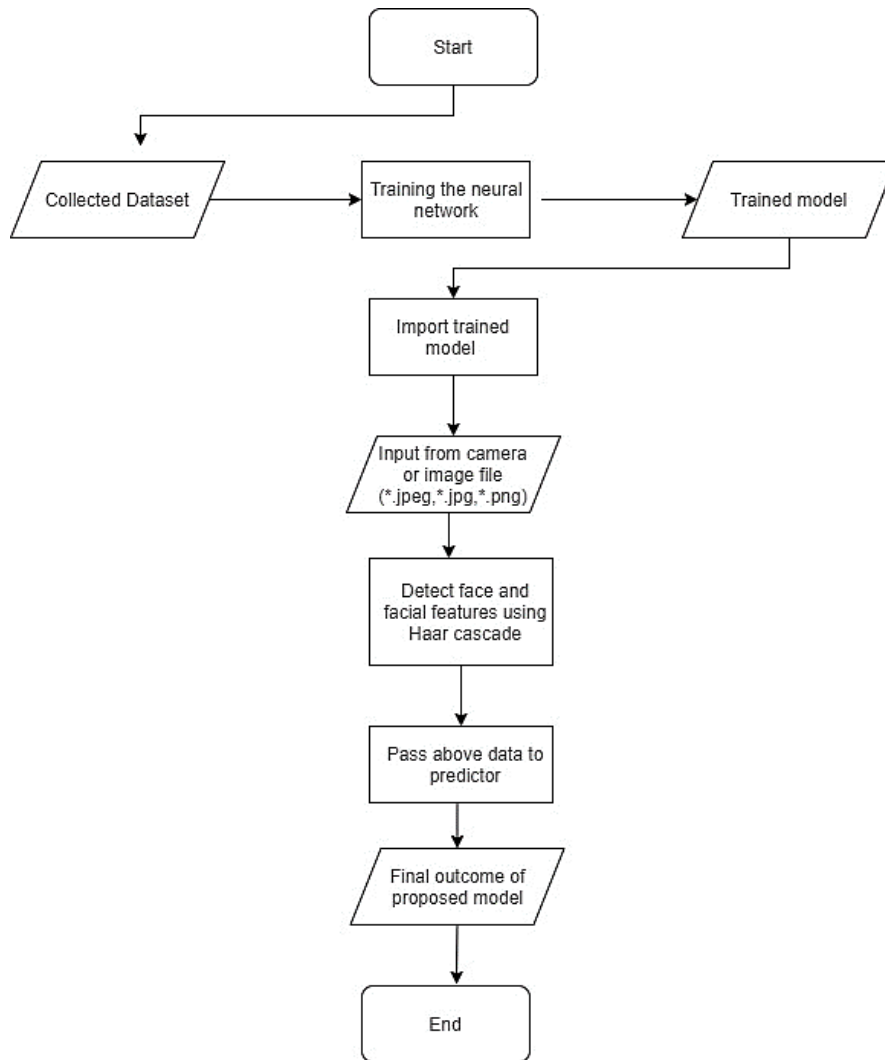 Start
Collected Dataset
Training the neural
network
Trained model
Import trained
model
Input from camera
or image file
(*.jpeg,*.jpg,*.png)
Detect face and
facial features using
Haar cascade
Pass above data to
predictor
Final outcome of
proposed model
End